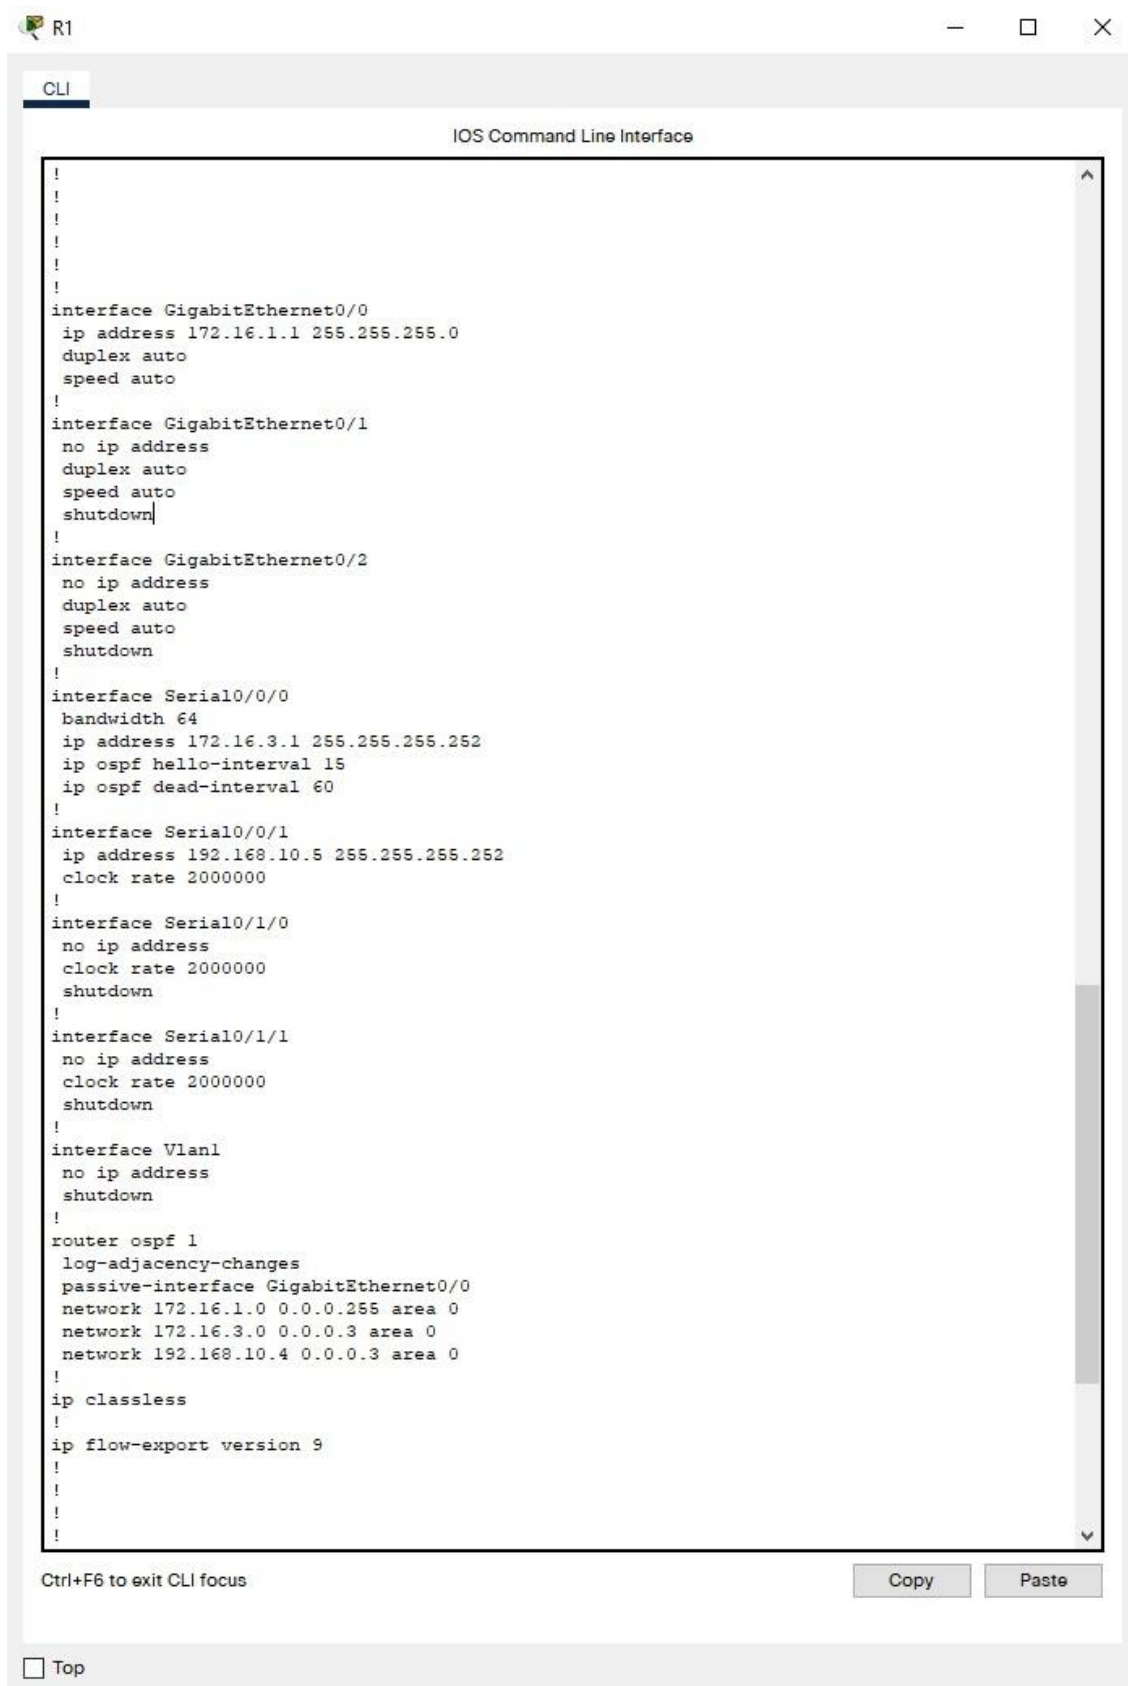 R1
CLI
IOS Command Line Interface
!
!
!
!
!
!
interface GigabitEthernet0/0
 ip address 172.16.1.1 255.255.255.0
 duplex auto
 speed auto
!
interface GigabitEthernet0/1
 no ip address
 duplex auto
 speed auto
 shutdown
!
interface GigabitEthernet0/2
 no ip address
 duplex auto
 speed auto
 shutdown
!
interface Serial0/0/0
 bandwidth 64
 ip address 172.16.3.1 255.255.255.252
 ip ospf hello-interval 15
 ip ospf dead-interval 60
!
interface Serial0/0/1
 ip address 192.168.10.5 255.255.255.252
 clock rate 2000000
!
interface Serial0/1/0
 no ip address
 clock rate 2000000
 shutdown
!
interface Serial0/1/1
 no ip address
 clock rate 2000000
 shutdown
!
interface Vlan1
 no ip address
 shutdown
!
router ospf 1
 log-adjacency-changes
 passive-interface GigabitEthernet0/0
 network 172.16.1.0 0.0.0.255 area 0
 network 172.16.3.0 0.0.0.3 area 0
 network 192.168.10.4 0.0.0.3 area 0
!
ip classless
!
ip flow-export version 9
!
!
!
!
Ctrl+F6 to exit CLI focus
Copy
Paste
Top